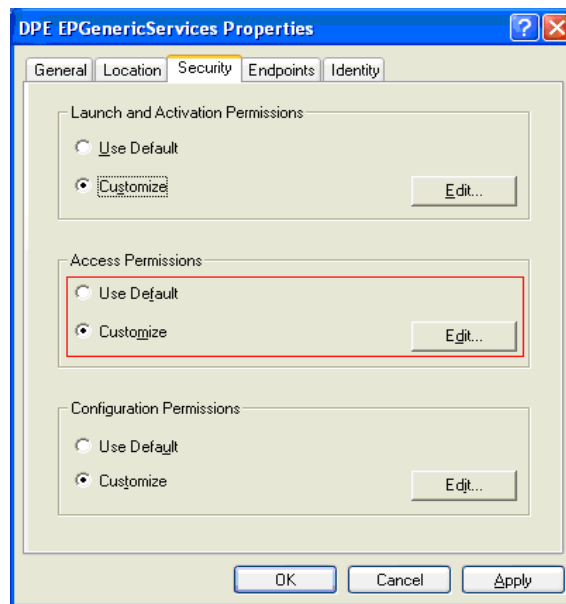 DPE EPGenericServices Properties
General Location Security Endpoints Identity
Launch and Activation Permissions
Use Default
Customize
Edit...
Access Permissions
Use Default
Customize
Edit...
Configuration Permissions
Use Default
Customize
Edit...
OK Cancel Apply